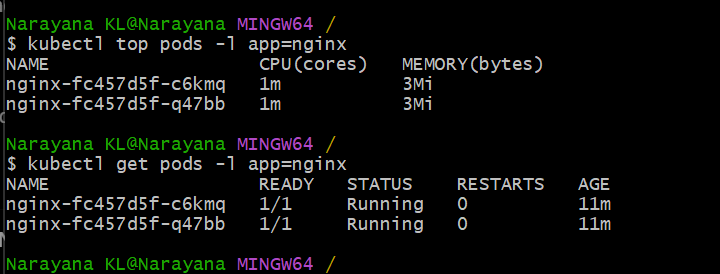 Narayana KL@Narayana MINGW64 /
$ kubectl top pods -l app=nginx
NAME CPU(cores) MEMORY(bytes)
nginx-fc457d5f-c6kmq 1m 3Mi
nginx-fc457d5f-q47bb 1m 3Mi
Narayana KL@Narayana MINGW64 /
$ kubectl get pods -l app=nginx
NAME READY STATUS RESTARTS AGE
nginx-fc457d5f-c6kmq 1/1 Running 0 11m
nginx-fc457d5f-q47bb 1/1 Running 0 11m
Narayana KL@Narayana MINGW64 /